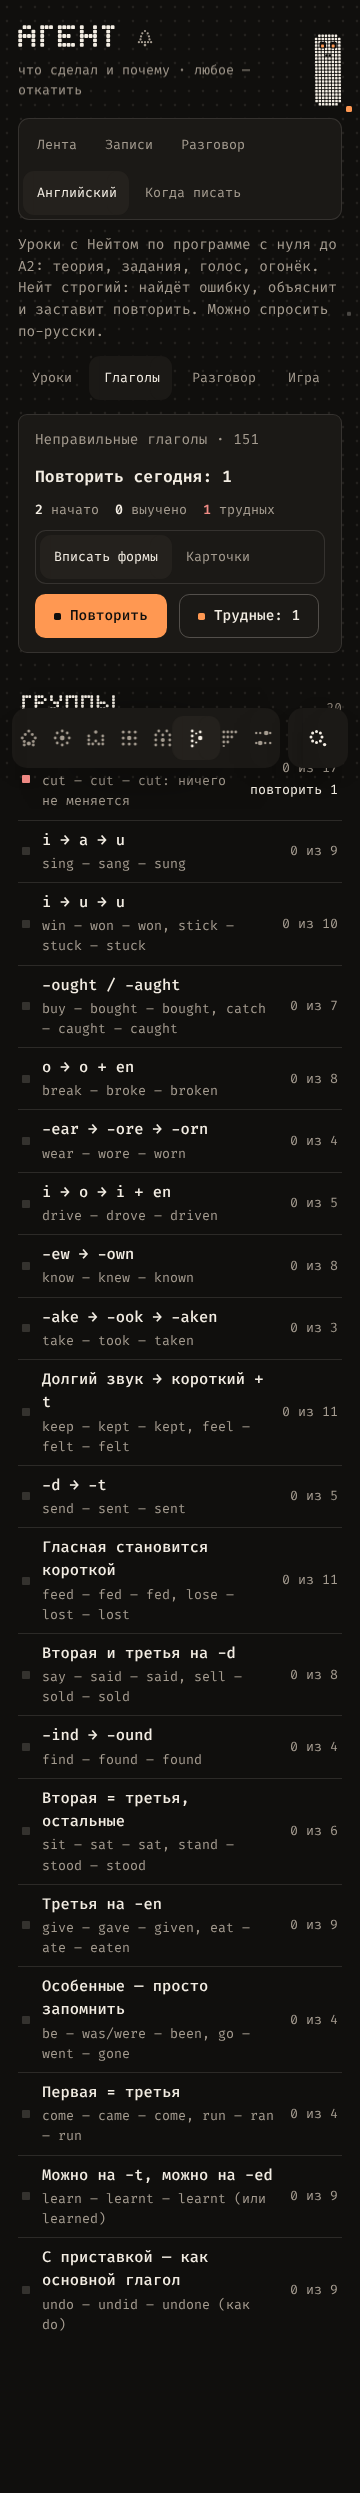 АГЕНТ
что сделал и почему · любое —
откатить
Лента Записи Разговор
Английский Когда писать
Уроки с Нейтом по программе с нуля до
А2: теория, задания, голос, огонёк.
Нейт строгий: найдёт ошибку, объяснит
и заставит повторить. Можно спросить
по-русски.
Уроки Глаголы Разговор Игра
Неправильные глаголы · 151
Повторить сегодня: 1
2 начато 0 выучено 1 трудных
Вписать формы Карточки
Повторить Трудные: 1
ГРУППЫ 20
0 из 17
cut — cut — cut: ничего
не меняется
повторить 1
i → a → u
sing — sang — sung
0 из 9
i → u → u
win — won — won, stick —
stuck — stuck
0 из 10
-ought / -aught
buy — bought — bought, catch
— caught — caught
0 из 7
o → o + en
break — broke — broken
0 из 8
-ear → -ore → -orn
wear — wore — worn
0 из 4
i → o → i + en
drive — drove — driven
0 из 5
-ew → -own
know — knew — known
0 из 8
-ake → -ook → -aken
take — took — taken
0 из 3
Долгий звук → короткий +
t
keep — kept — kept, feel —
felt — felt
0 из 11
-d → -t
send — sent — sent
0 из 5
Гласная становится
короткой
feed — fed — fed, lose —
lost — lost
0 из 11
Вторая и третья на -d
say — said — said, sell —
sold — sold
0 из 8
-ind → -ound
find — found — found
0 из 4
Вторая = третья,
остальные
sit — sat — sat, stand —
stood — stood
0 из 6
Третья на -en
give — gave — given, eat —
ate — eaten
0 из 9
Особенные — просто
запомнить
be — was/were — been, go —
went — gone
0 из 4
Первая = третья
come — came — come, run — ran
— run
0 из 4
Можно на -t, можно на -ed
learn — learnt — learnt (или
learned)
0 из 9
С приставкой — как
основной глагол
undo — undid — undone (как
do)
0 из 9